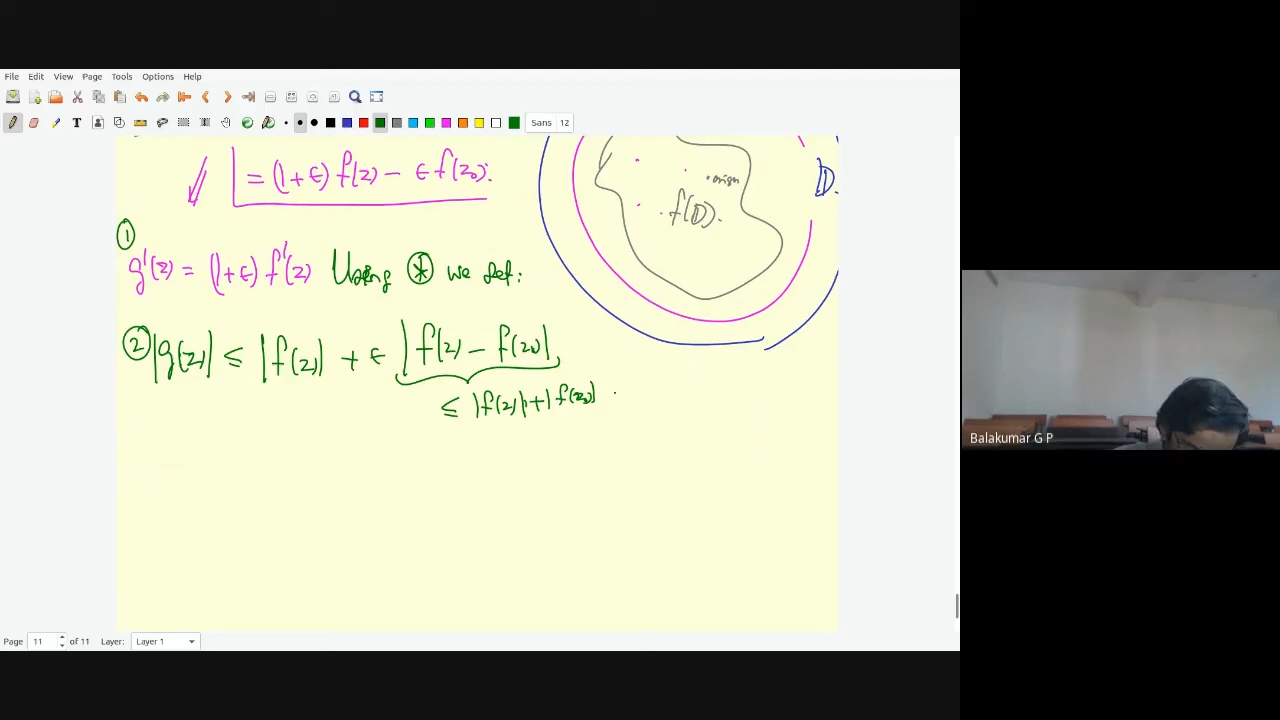 File Edit View Page Tools Options Help
Sans 12
= (1+ϵ) f(z) − ϵ f(z₀).
.origin
f(𝔻).
𝔻.
①
g'(z) = (1+ϵ) f'(z) Using ⊛ we get:
② |g(z)| ≤ |f(z)| + ϵ |f(z) − f(z₀)|
≤ |f(z)|+|f(z₀)|
Balakumar G P
Page 11 of 11 Layer: Layer 1